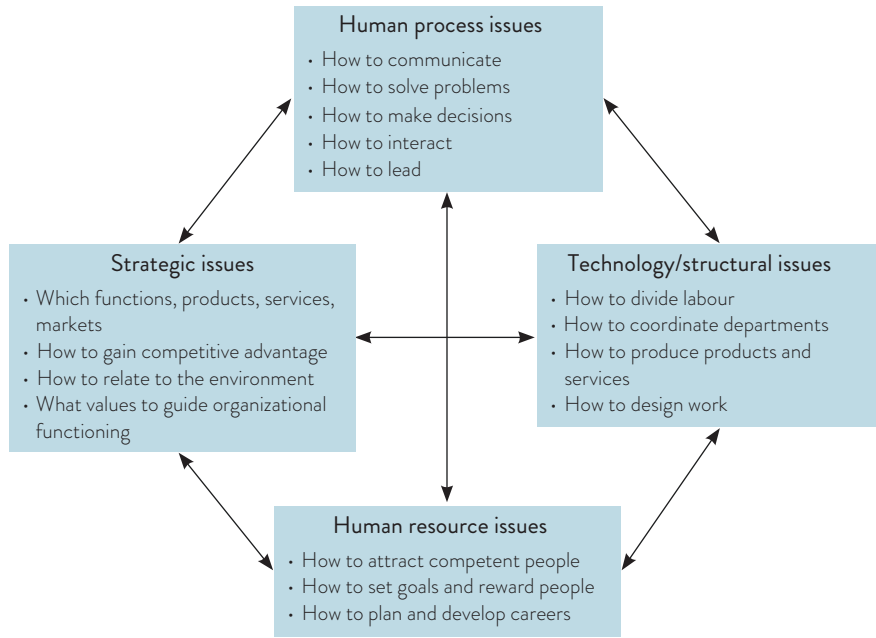 Human process issues
• How to communicate
• How to solve problems
• How to make decisions
• How to interact
• How to lead
Strategic issues
• Which functions, products, services,
markets
• How to gain competitive advantage
• How to relate to the environment
• What values to guide organizational
functioning
Technology/structural issues
• How to divide labour
• How to coordinate departments
• How to produce products and
services
• How to design work
Human resource issues
• How to attract competent people
• How to set goals and reward people
• How to plan and develop careers